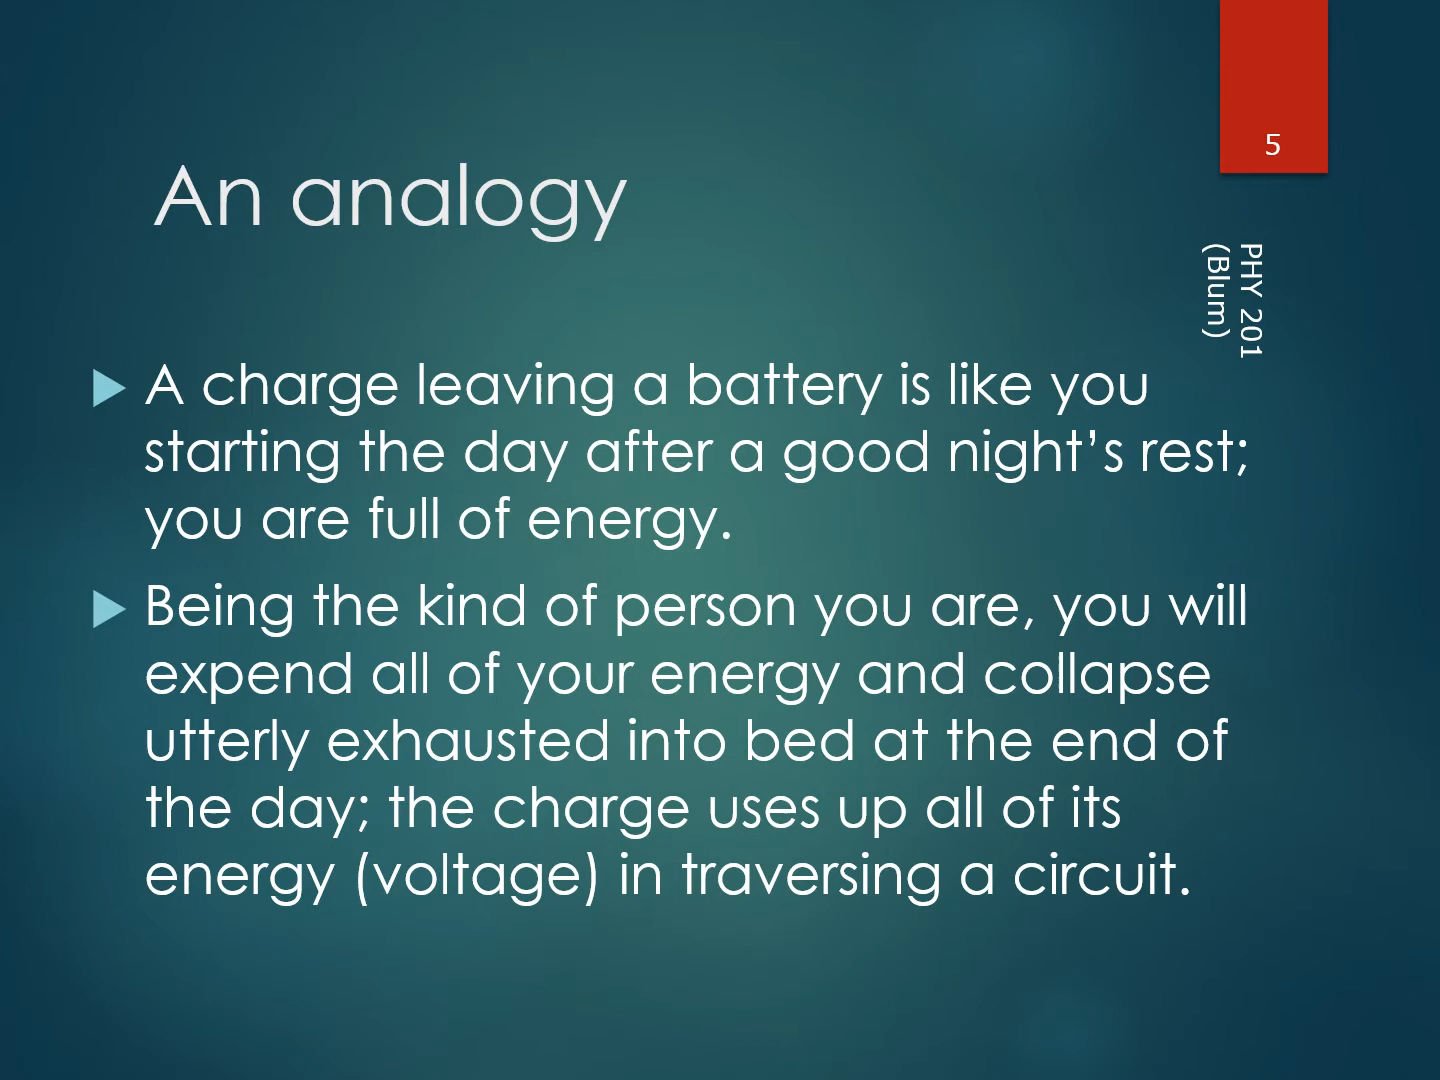 5
An analogy
PHY 201
(Blum)
A charge leaving a battery is like you
starting the day after a good night’s rest;
you are full of energy.
Being the kind of person you are, you will
expend all of your energy and collapse
utterly exhausted into bed at the end of
the day; the charge uses up all of its
energy (voltage) in traversing a circuit.